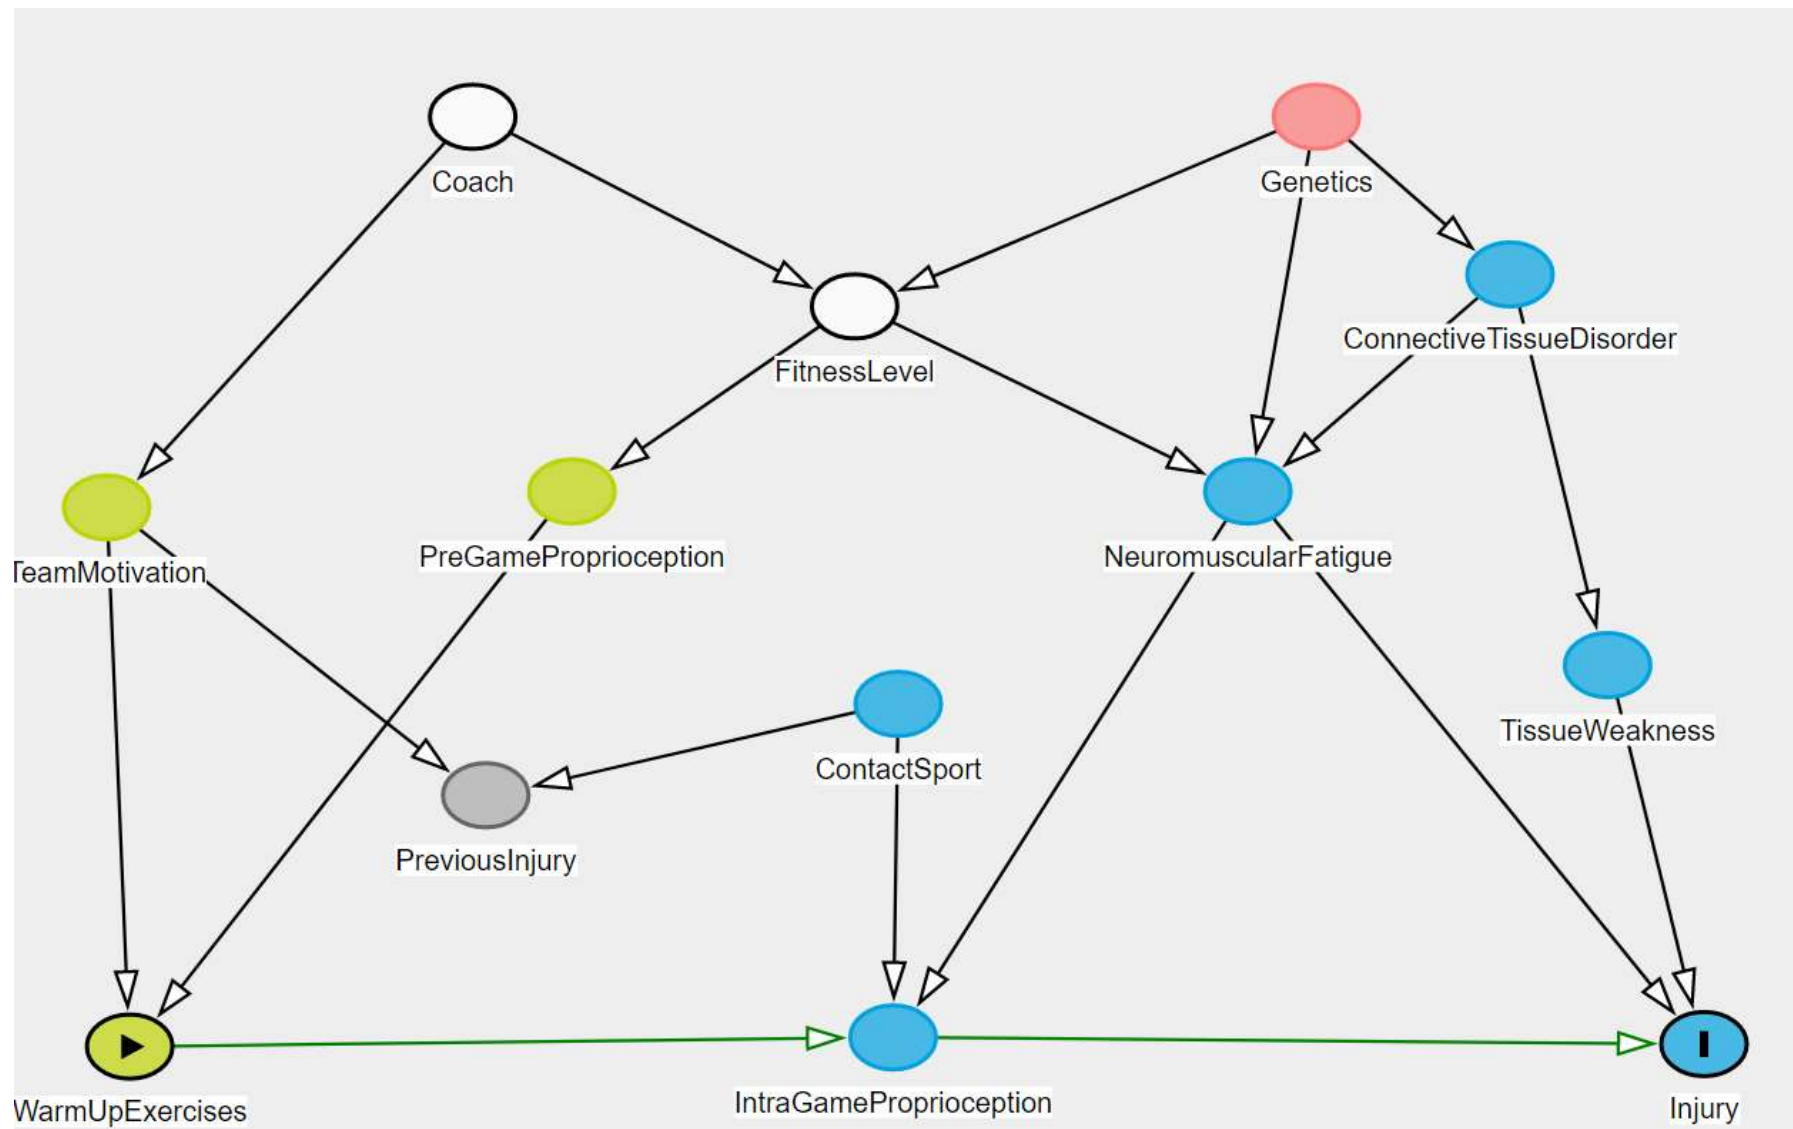 Coach
Genetics
ConnectiveTissueDisorder
FitnessLevel
PreGameProprioception
NeuromuscularFatigue
TeamMotivation
TissueWeakness
ContactSport
PreviousInjury
IntraGameProprioception
Injury
WarmUpExercises